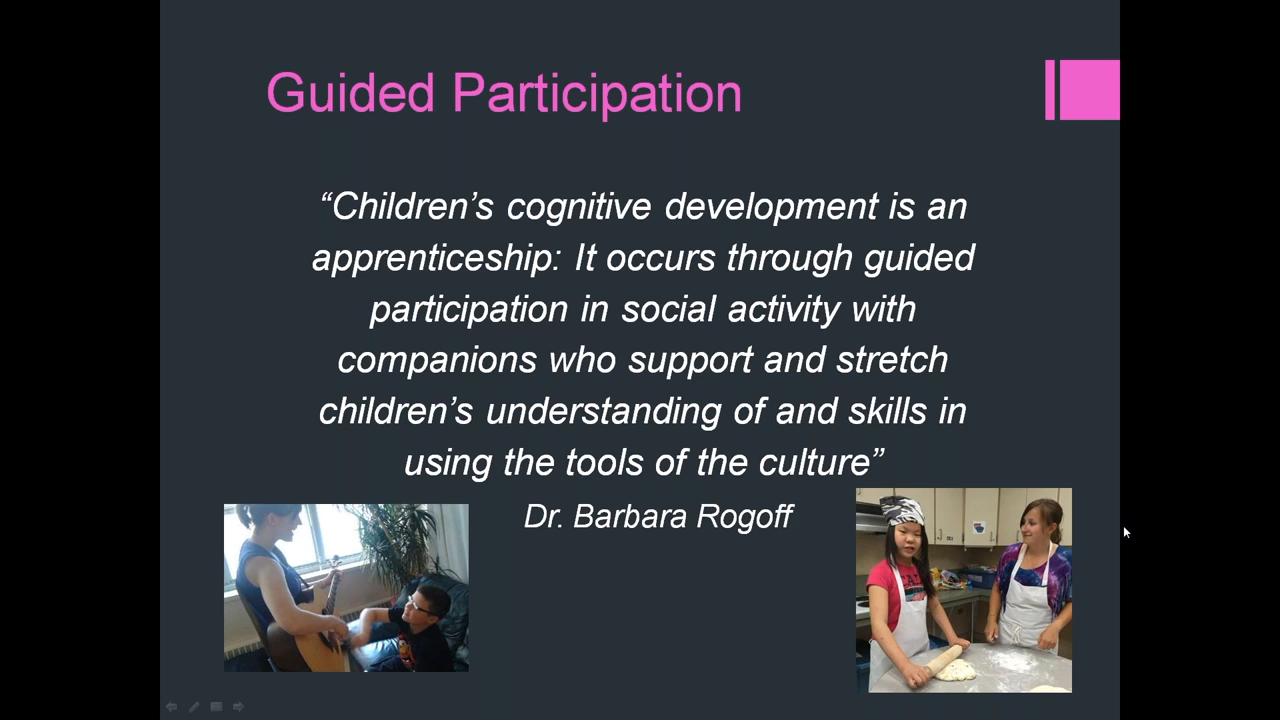 Guided Participation
“Children’s cognitive development is an
apprenticeship: It occurs through guided
participation in social activity with
companions who support and stretch
children’s understanding of and skills in
using the tools of the culture”
Dr. Barbara Rogoff